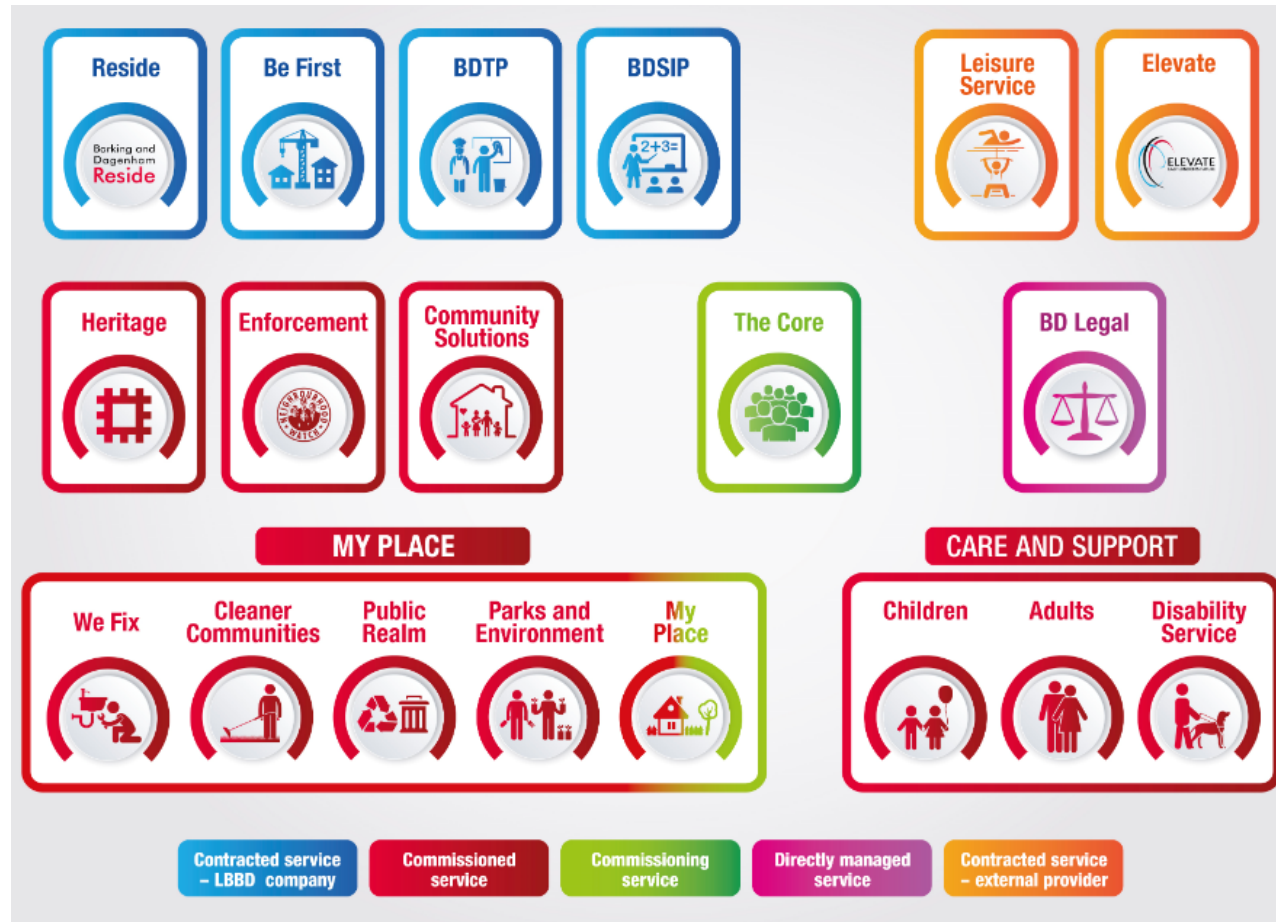 Reside
Be First
BDTP
BDSIP
Leisure
Service
Elevate
Barking and
Dagenham
Reside
2+3=
ELEVATE
Heritage
Enforcement
Community
Solutions
The Core
BD Legal
NEIGHBOURHOOD
WATCH
MY PLACE
CARE AND SUPPORT
We Fix
Cleaner
Communities
Public
Realm
Parks and
Environment
My
Place
Children
Adults
Disability
Service
Contracted service
– LBBD company
Commissioned
service
Commissioning
service
Directly managed
service
Contracted service
– external provider